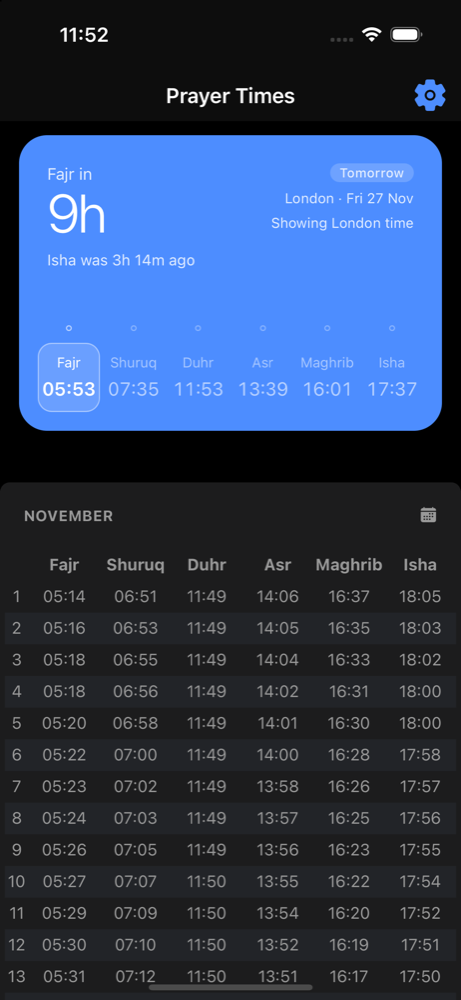 11:52
Prayer Times
Fajr in
9h
Isha was 3h 14m ago
Tomorrow
London · Fri 27 Nov
Showing London time
Fajr Shuruq Duhr Asr Maghrib Isha
05:53 07:35 11:53 13:39 16:01 17:37
NOVEMBER
Fajr Shuruq Duhr Asr Maghrib Isha
1 05:14 06:51 11:49 14:06 16:37 18:05
2 05:16 06:53 11:49 14:05 16:35 18:03
3 05:18 06:55 11:49 14:04 16:33 18:02
4 05:18 06:56 11:49 14:02 16:31 18:00
5 05:20 06:58 11:49 14:01 16:30 18:00
6 05:22 07:00 11:49 14:00 16:28 17:58
7 05:23 07:02 11:49 13:58 16:26 17:57
8 05:24 07:03 11:49 13:57 16:25 17:56
9 05:26 07:05 11:49 13:56 16:23 17:55
10 05:27 07:07 11:50 13:55 16:22 17:54
11 05:29 07:09 11:50 13:54 16:20 17:52
12 05:30 07:10 11:50 13:52 16:19 17:51
13 05:31 07:12 11:50 13:51 16:17 17:50